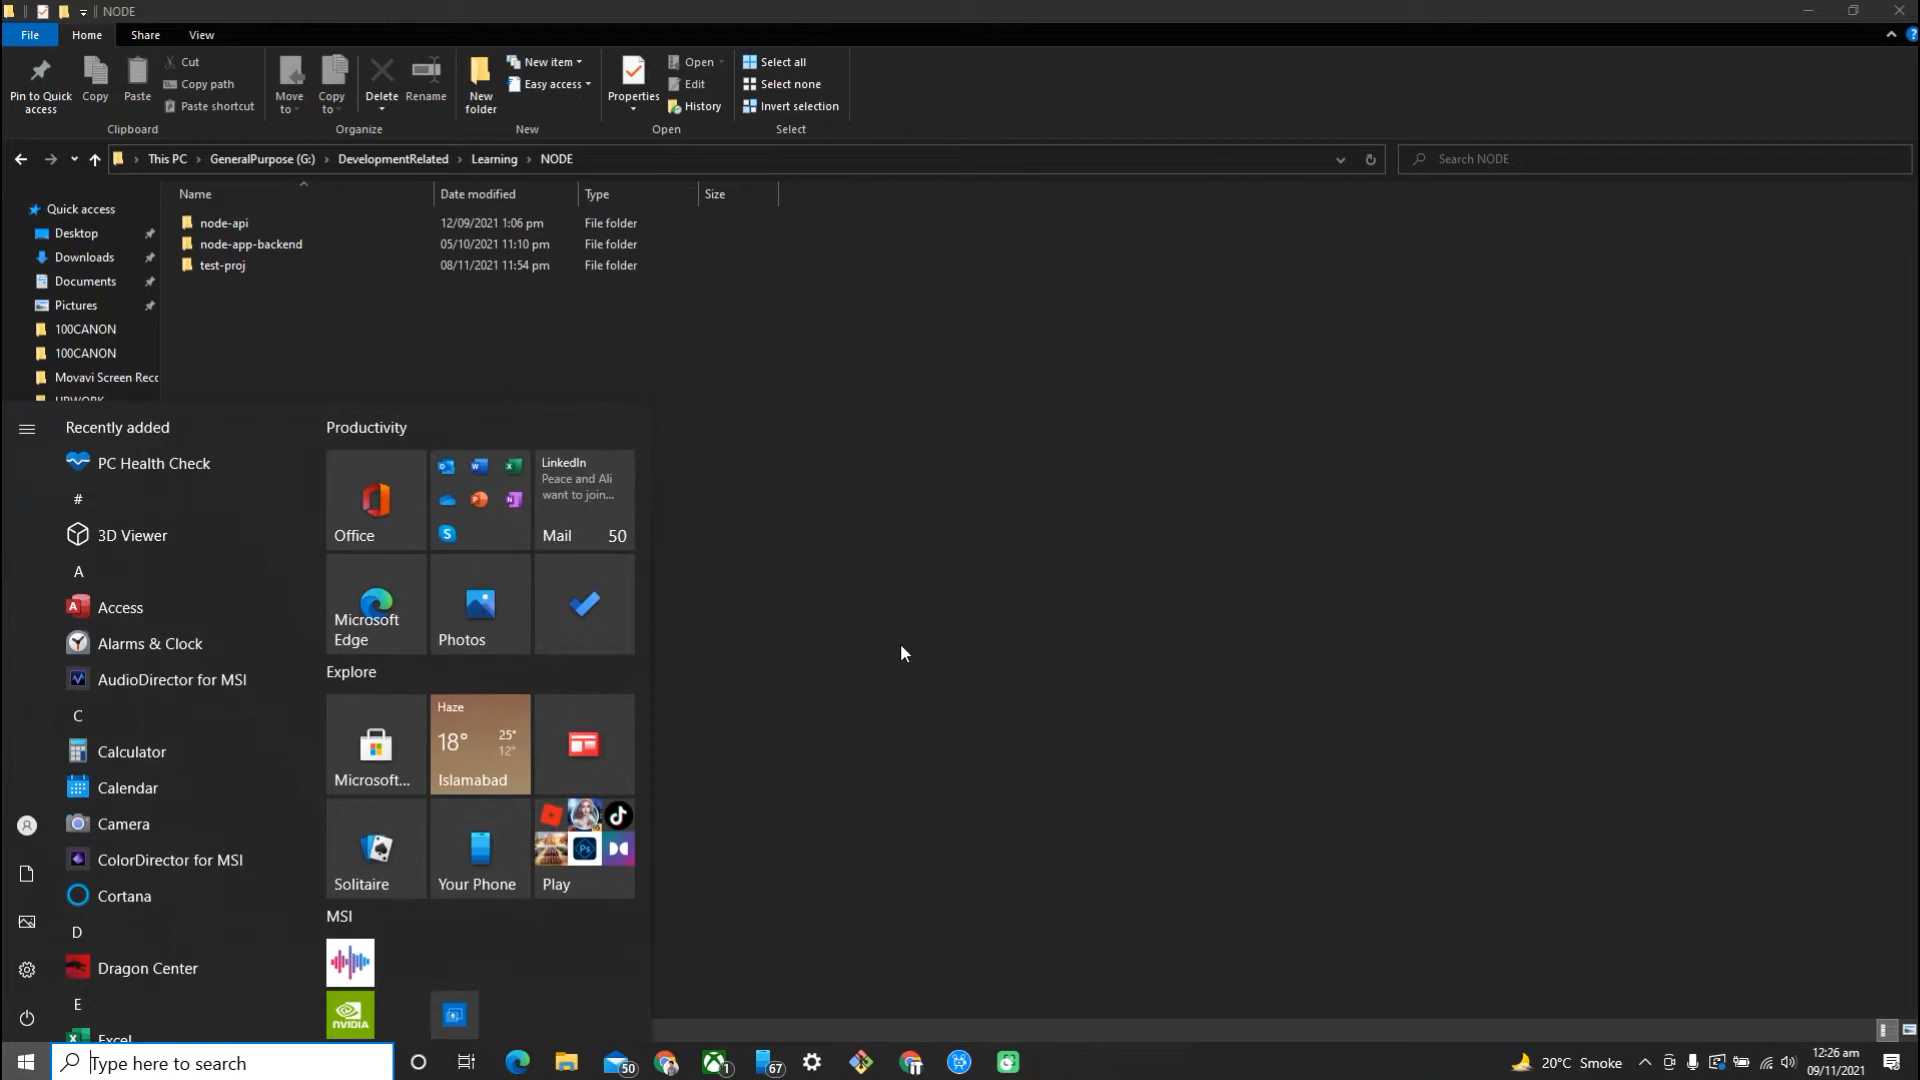 NODE
File Home Share View
Pin to Quick access
Copy
Paste
Cut
Copy path
Paste shortcut
Clipboard
Move to
Copy to
Delete
Rename
Organize
New folder
New item
Easy access
New
Properties
Open
Edit
History
Open
Select all
Select none
Invert selection
Select
This PC › GeneralPurpose (G:) › DevelopmentRelated › Learning › NODE
Search NODE
Name Date modified Type Size
node-api 12/09/2021 1:06 pm File folder
node-app-backend 05/10/2021 11:10 pm File folder
test-proj 08/11/2021 11:54 pm File folder
Quick access
Desktop
Downloads
Documents
Pictures
100CANON
100CANON
Movavi Screen Recc
UPWORK
Recently added
PC Health Check
#
3D Viewer
A
Access
Alarms & Clock
AudioDirector for MSI
C
Calculator
Calendar
Camera
ColorDirector for MSI
Cortana
D
Dragon Center
E
Excel
Productivity
Office
LinkedIn
Peace and Ali
want to join...
Mail 50
Microsoft
Edge
Photos
Explore
Microsoft...
Haze
18° 25°
12°
Islamabad
Solitaire
Your Phone
Ps
Play
MSI
NVIDIA
Type here to search
50
1
67
20°C Smoke
12:26 am
09/11/2021